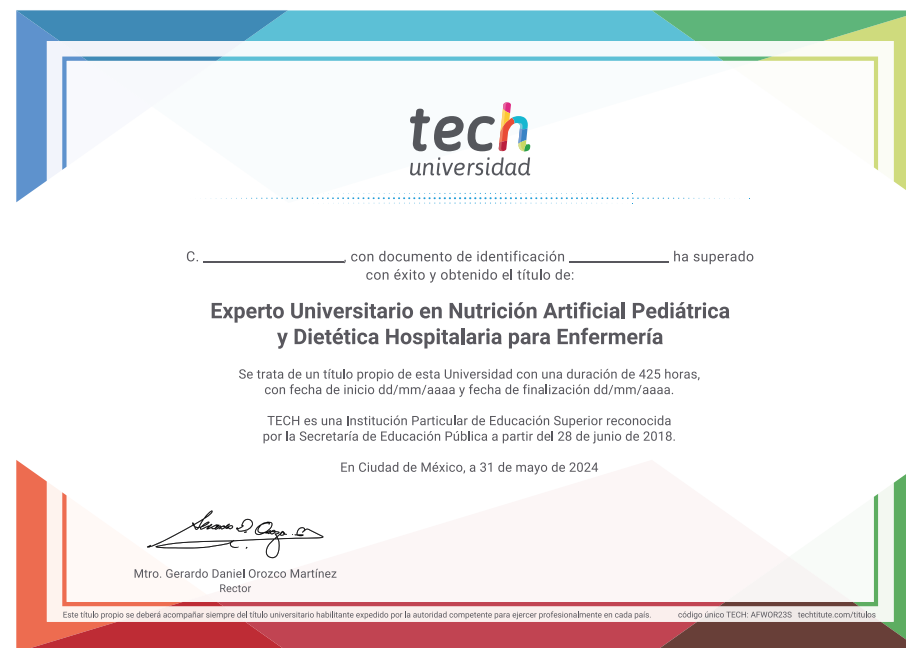 tech
universidad
C. ____________________, con documento de identificación ______________ ha superado
con éxito y obtenido el título de:
Experto Universitario en Nutrición Artificial Pediátrica
y Dietética Hospitalaria para Enfermería
Se trata de un título propio de esta Universidad con una duración de 425 horas,
con fecha de inicio dd/mm/aaaa y fecha de finalización dd/mm/aaaa.
TECH es una Institución Particular de Educación Superior reconocida
por la Secretaría de Educación Pública a partir del 28 de junio de 2018.
En Ciudad de México, a 31 de mayo de 2024
Mtro. Gerardo Daniel Orozco Martínez
Rector
Este título propio se deberá acompañar siempre del título universitario habilitante expedido por la autoridad competente para ejercer profesionalmente en cada país. código único TECH: AFWOR23S techtitute.com/titulos